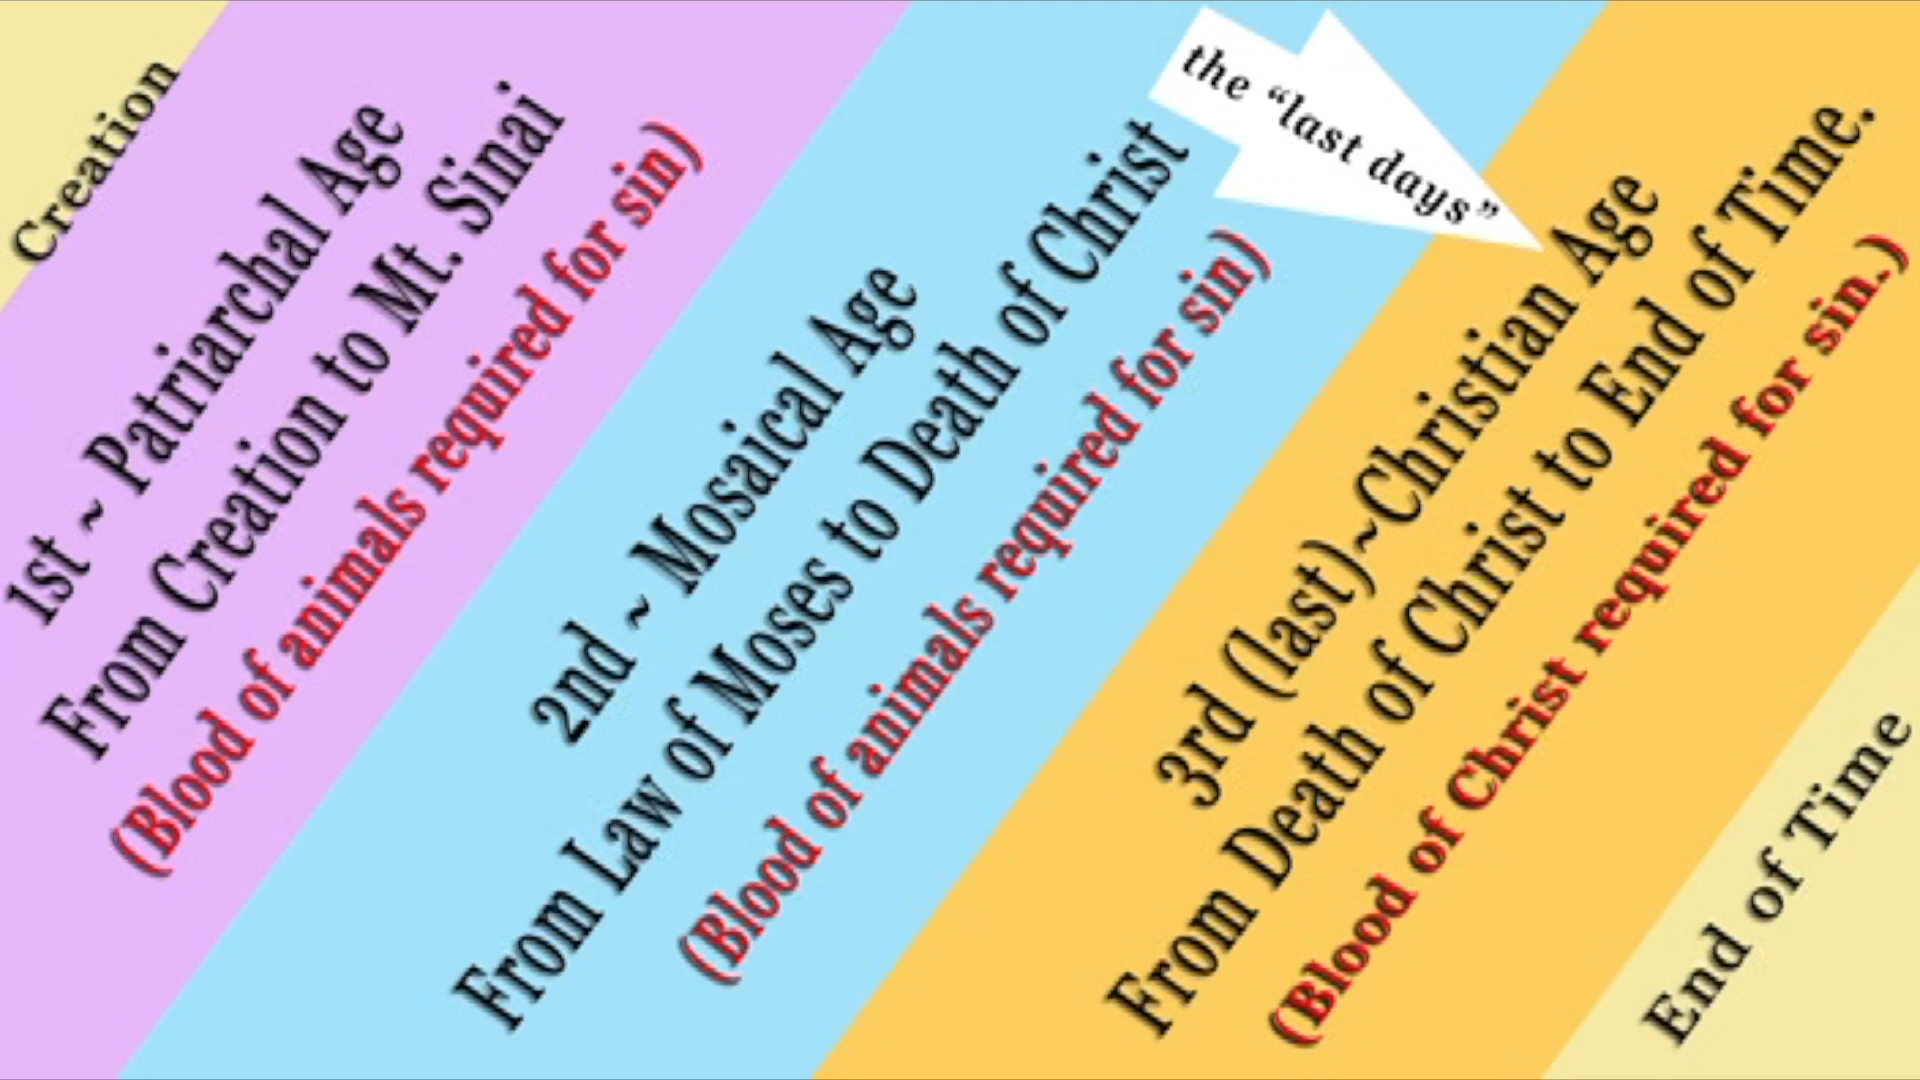 Creation
1st ~ Patriarchal Age
From Creation to Mt. Sinai
(Blood of animals required for sin)
2nd ~ Mosaical Age
From Law of Moses to Death of Christ
(Blood of animals required for sin)
the “last days”
3rd (last)~Christian Age
From Death of Christ to End of Time.
(Blood of Christ required for sin.)
End of Time